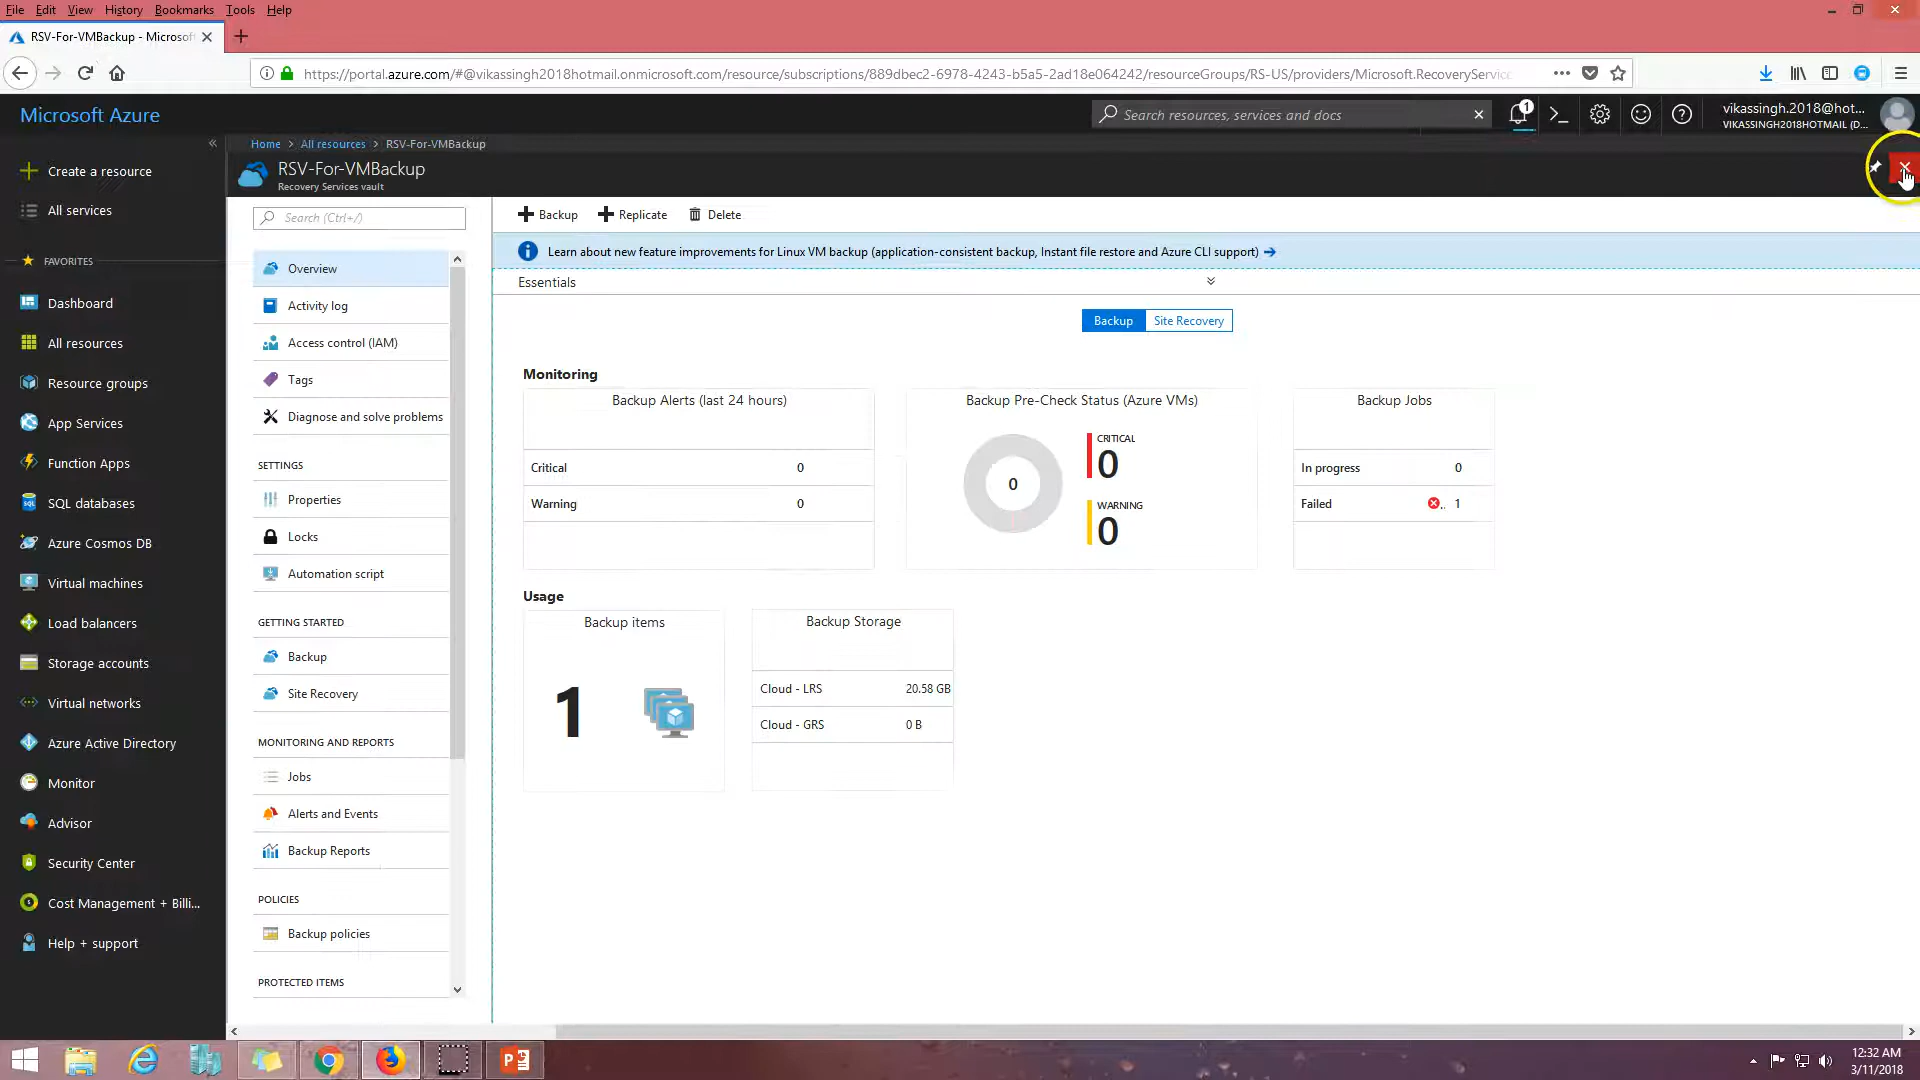 File Edit View History Bookmarks Tools Help
RSV-For-VMBackup - Microsoft
https://portal.azure.com/#@vikassingh2018hotmail.onmicrosoft.com/resource/subscriptions/889dbec2-6978-4243-b5a5-2ad18e064242/resourceGroups/RS-US/providers/Microsoft.RecoveryServic
Microsoft Azure
Search resources, services and docs
1
vikassingh.2018@hot...
VIKASSINGH2018HOTMAIL (D...
Home > All resources > RSV-For-VMBackup
RSV-For-VMBackup
Recovery Services vault
Create a resource
All services
FAVORITES
Dashboard
All resources
Resource groups
App Services
Function Apps
SQL databases
Azure Cosmos DB
Virtual machines
Load balancers
Storage accounts
Virtual networks
Azure Active Directory
Monitor
Advisor
Security Center
Cost Management + Billi...
Help + support
Search (Ctrl+/)
Overview
Activity log
Access control (IAM)
Tags
Diagnose and solve problems
SETTINGS
Properties
Locks
Automation script
GETTING STARTED
Backup
Site Recovery
MONITORING AND REPORTS
Jobs
Alerts and Events
Backup Reports
POLICIES
Backup policies
PROTECTED ITEMS
Backup Replicate Delete
Learn about new feature improvements for Linux VM backup (application-consistent backup, Instant file restore and Azure CLI support)
Essentials
Backup Site Recovery
Monitoring
Backup Alerts (last 24 hours)
Critical 0
Warning 0
Backup Pre-Check Status (Azure VMs)
0
CRITICAL
0
WARNING
0
Backup Jobs
In progress 0
Failed .. 1
Usage
Backup items
1
Backup Storage
Cloud - LRS 20.58 GB
Cloud - GRS 0 B
12:32 AM
3/11/2018